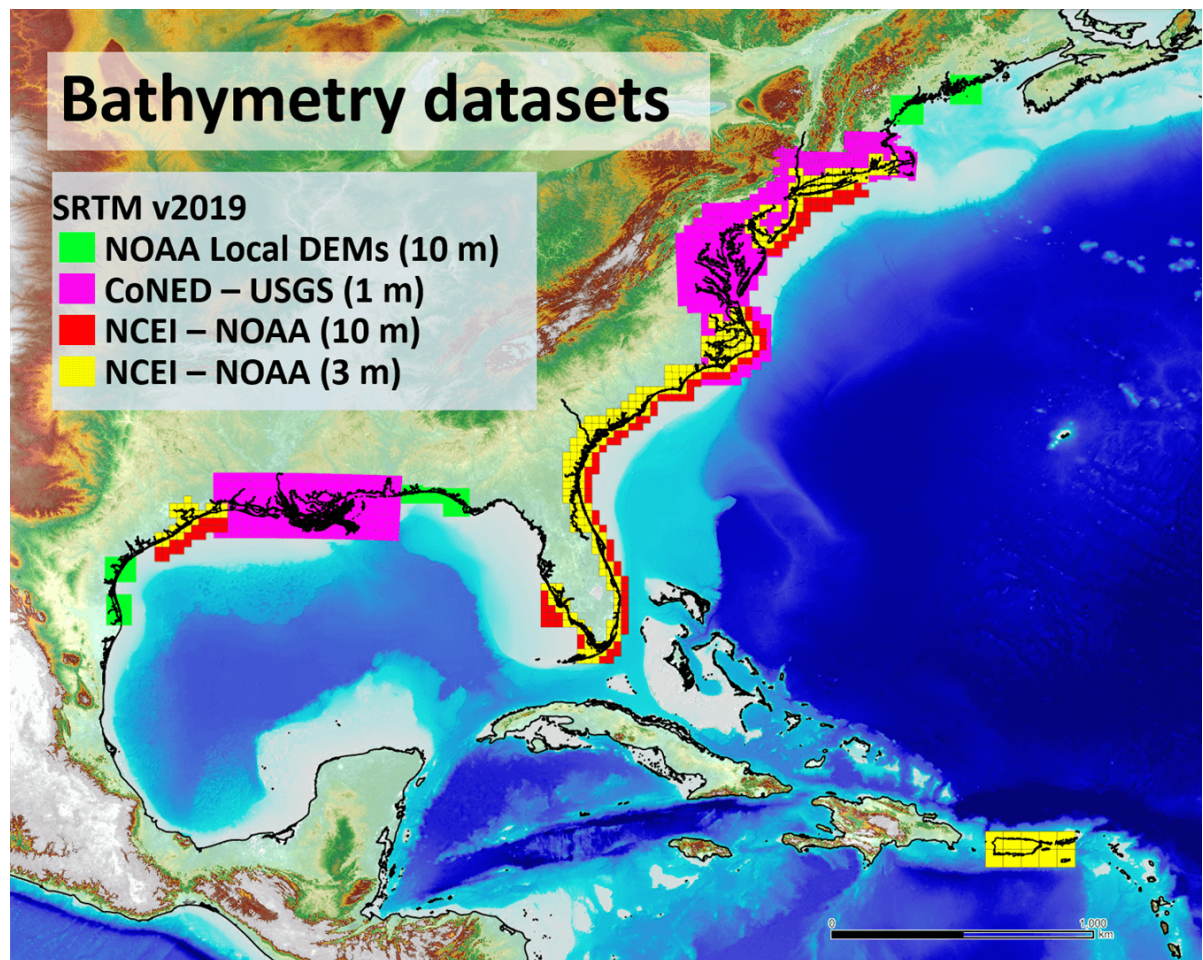 Bathymetry datasets
SRTM v2019
NOAA Local DEMs (10 m)
CoNED – USGS (1 m)
NCEI – NOAA (10 m)
NCEI – NOAA (3 m)
0 1,000
km